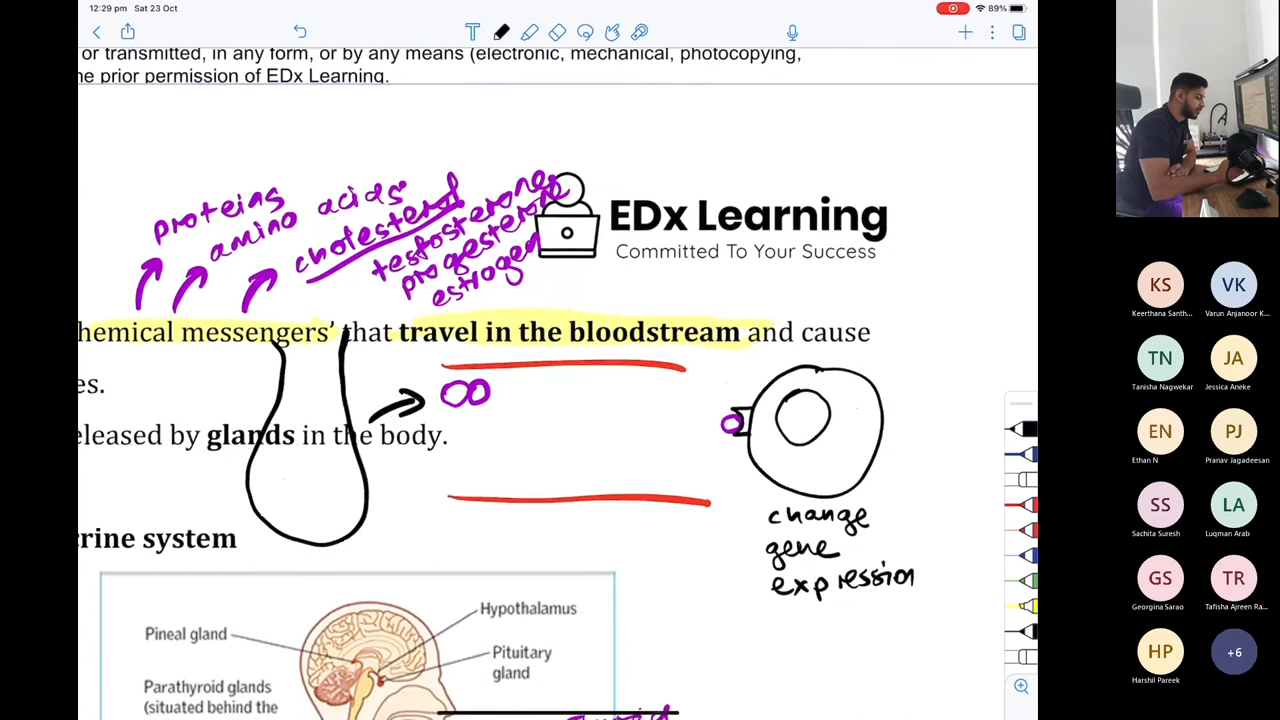 12:29 pm Sat 23 Oct
89%
or transmitted, in any form, or by any means (electronic, mechanical, photocopying,
ne prior permission of EDx Learning.
proteins
amino acids
cholesterol
testosterone
progesterone
estrogen
EDx Learning
Committed To Your Success
hemical messengers' that travel in the bloodstream and cause
es.
eleased by glands in the body.
crine system
change
gene
expression
Hypothalamus
Pineal gland
Pituitary
gland
Parathyroid glands
(situated behind the
KS
Keerthana Santh...
VK
Varun Anjanoor K...
TN
Tanisha Nagwekar
JA
Jessica Aneke
EN
Ethan N
PJ
Pranav Jagadeesan
SS
Sachita Suresh
LA
Luqman Arab
GS
Georgina Sarao
TR
Tafisha Ajreen Ra...
HP
Harshil Pareek
+6